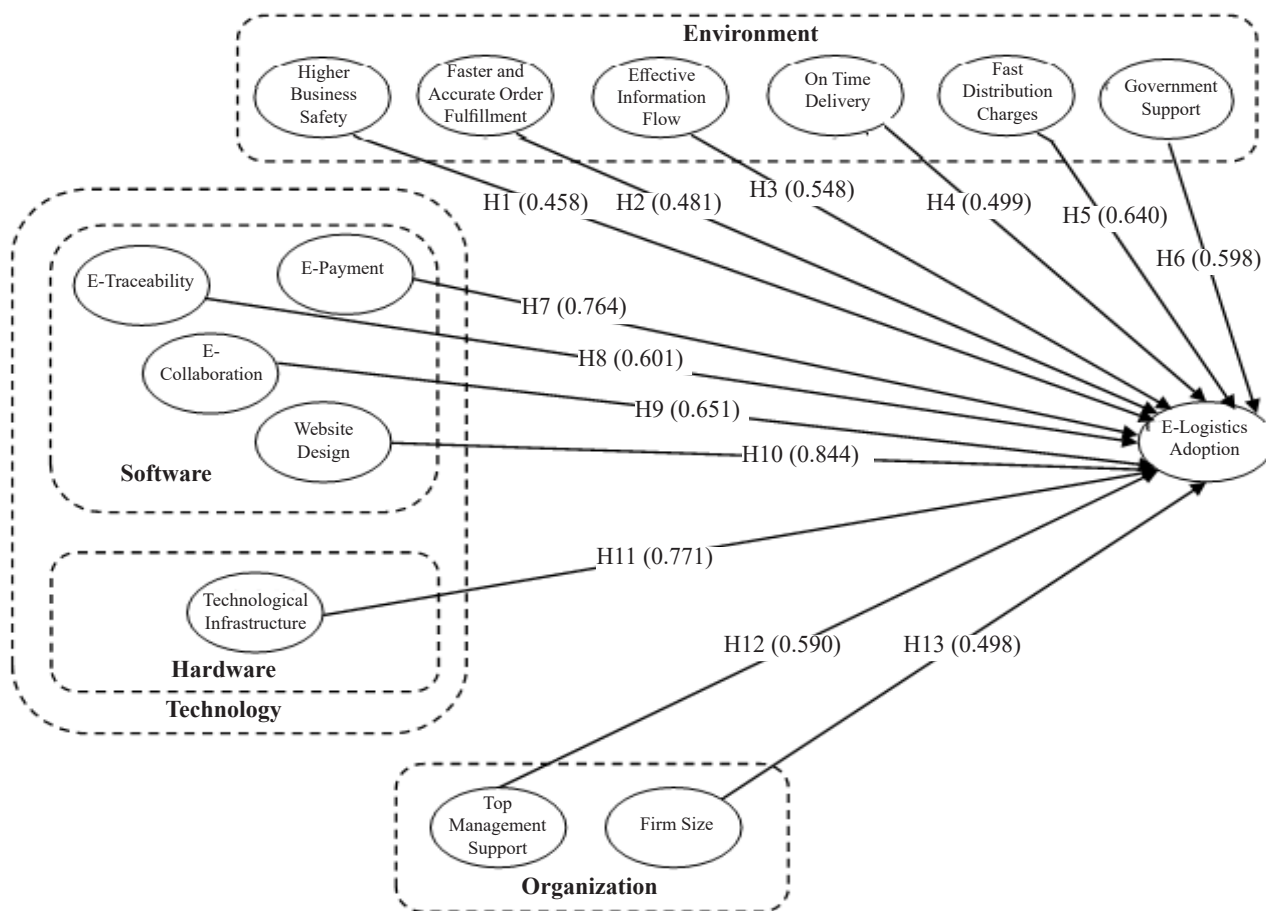 Environment
Higher
Business
Safety
Faster and
Accurate Order
Fulfillment
Effective
Information
Flow
On Time
Delivery
Fast
Distribution
Charges
Government
Support
H1 (0.458)
H2 (0.481)
H3 (0.548)
H4 (0.499)
H5 (0.640)
H6 (0.598)
E-Traceability
E-Payment
E-
Collaboration
Website
Design
Software
H7 (0.764)
H8 (0.601)
H9 (0.651)
H10 (0.844)
E-Logistics
Adoption
Technological
Infrastructure
Hardware
Technology
H11 (0.771)
H12 (0.590)
H13 (0.498)
Top
Management
Support
Firm Size
Organization